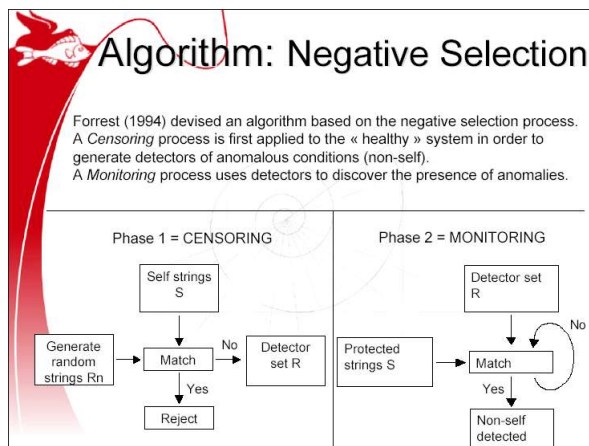 Algorithm: Negative Selection
Forrest (1994) devised an algorithm based on the negative selection process.
A Censoring process is first applied to the « healthy » system in order to
generate detectors of anomalous conditions (non-self).
A Monitoring process uses detectors to discover the presence of anomalies.
Phase 1 = CENSORING
Self strings
S
Generate
random
strings Rn
Match
No
Detector
set R
Yes
Reject
Phase 2 = MONITORING
Detector set
R
No
Protected
strings S
Match
Yes
Non-self
detected